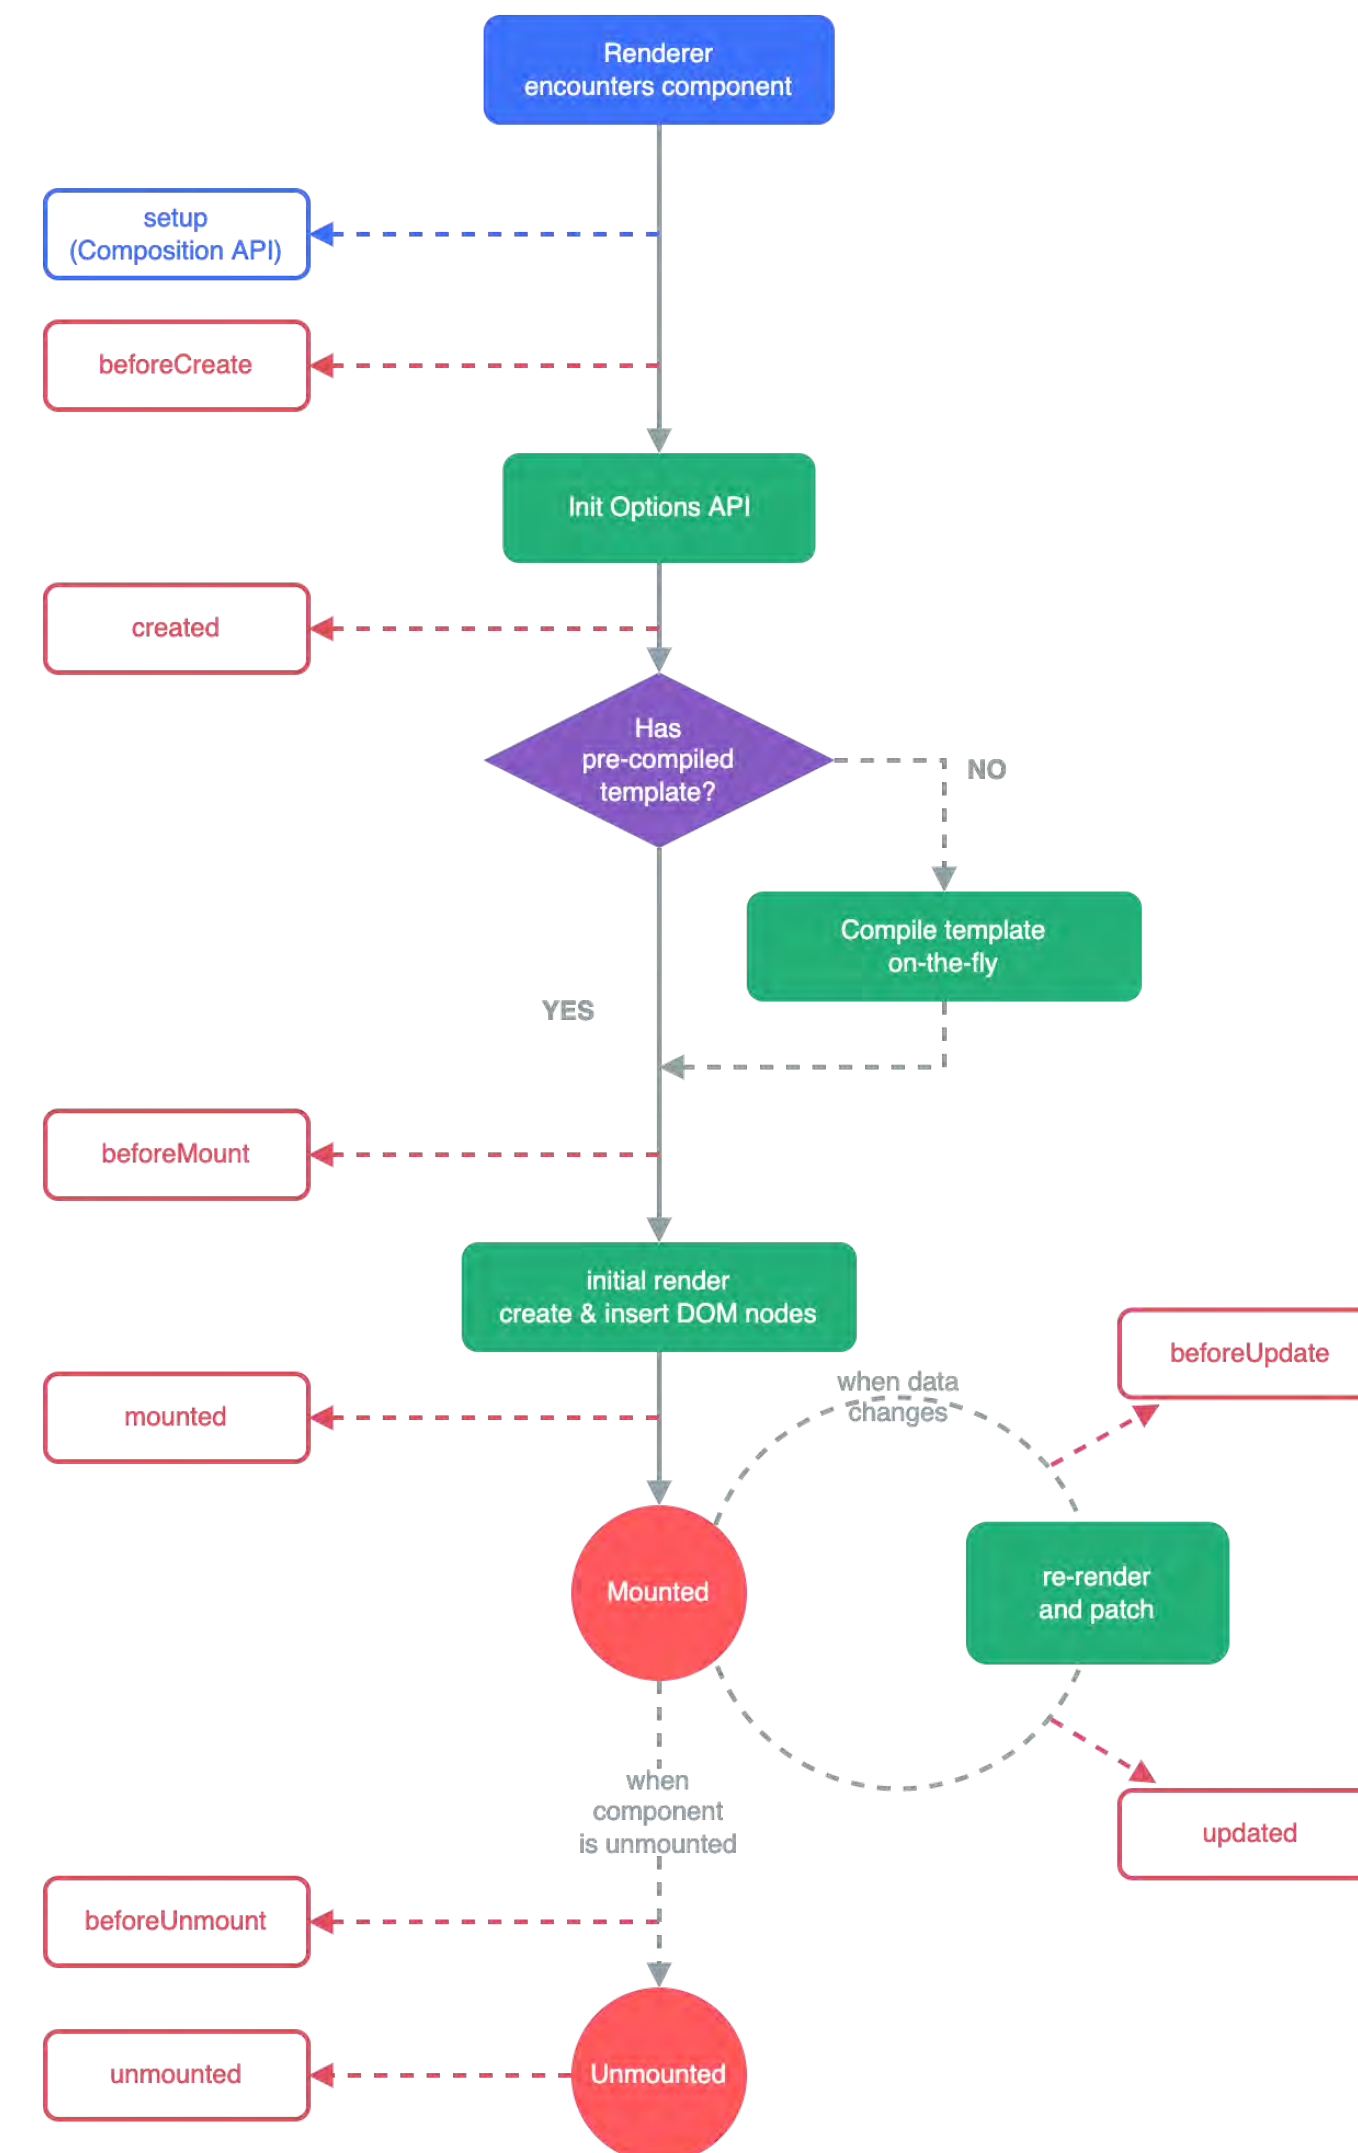 Renderer
encounters component
setup
(Composition API)
beforeCreate
Init Options API
created
Has
pre-compiled
template?
NO
Compile template
on-the-fly
YES
beforeMount
initial render
create & insert DOM nodes
beforeUpdate
when data
changes
mounted
re-render
and patch
Mounted
when
component
is unmounted
updated
beforeUnmount
unmounted
Unmounted